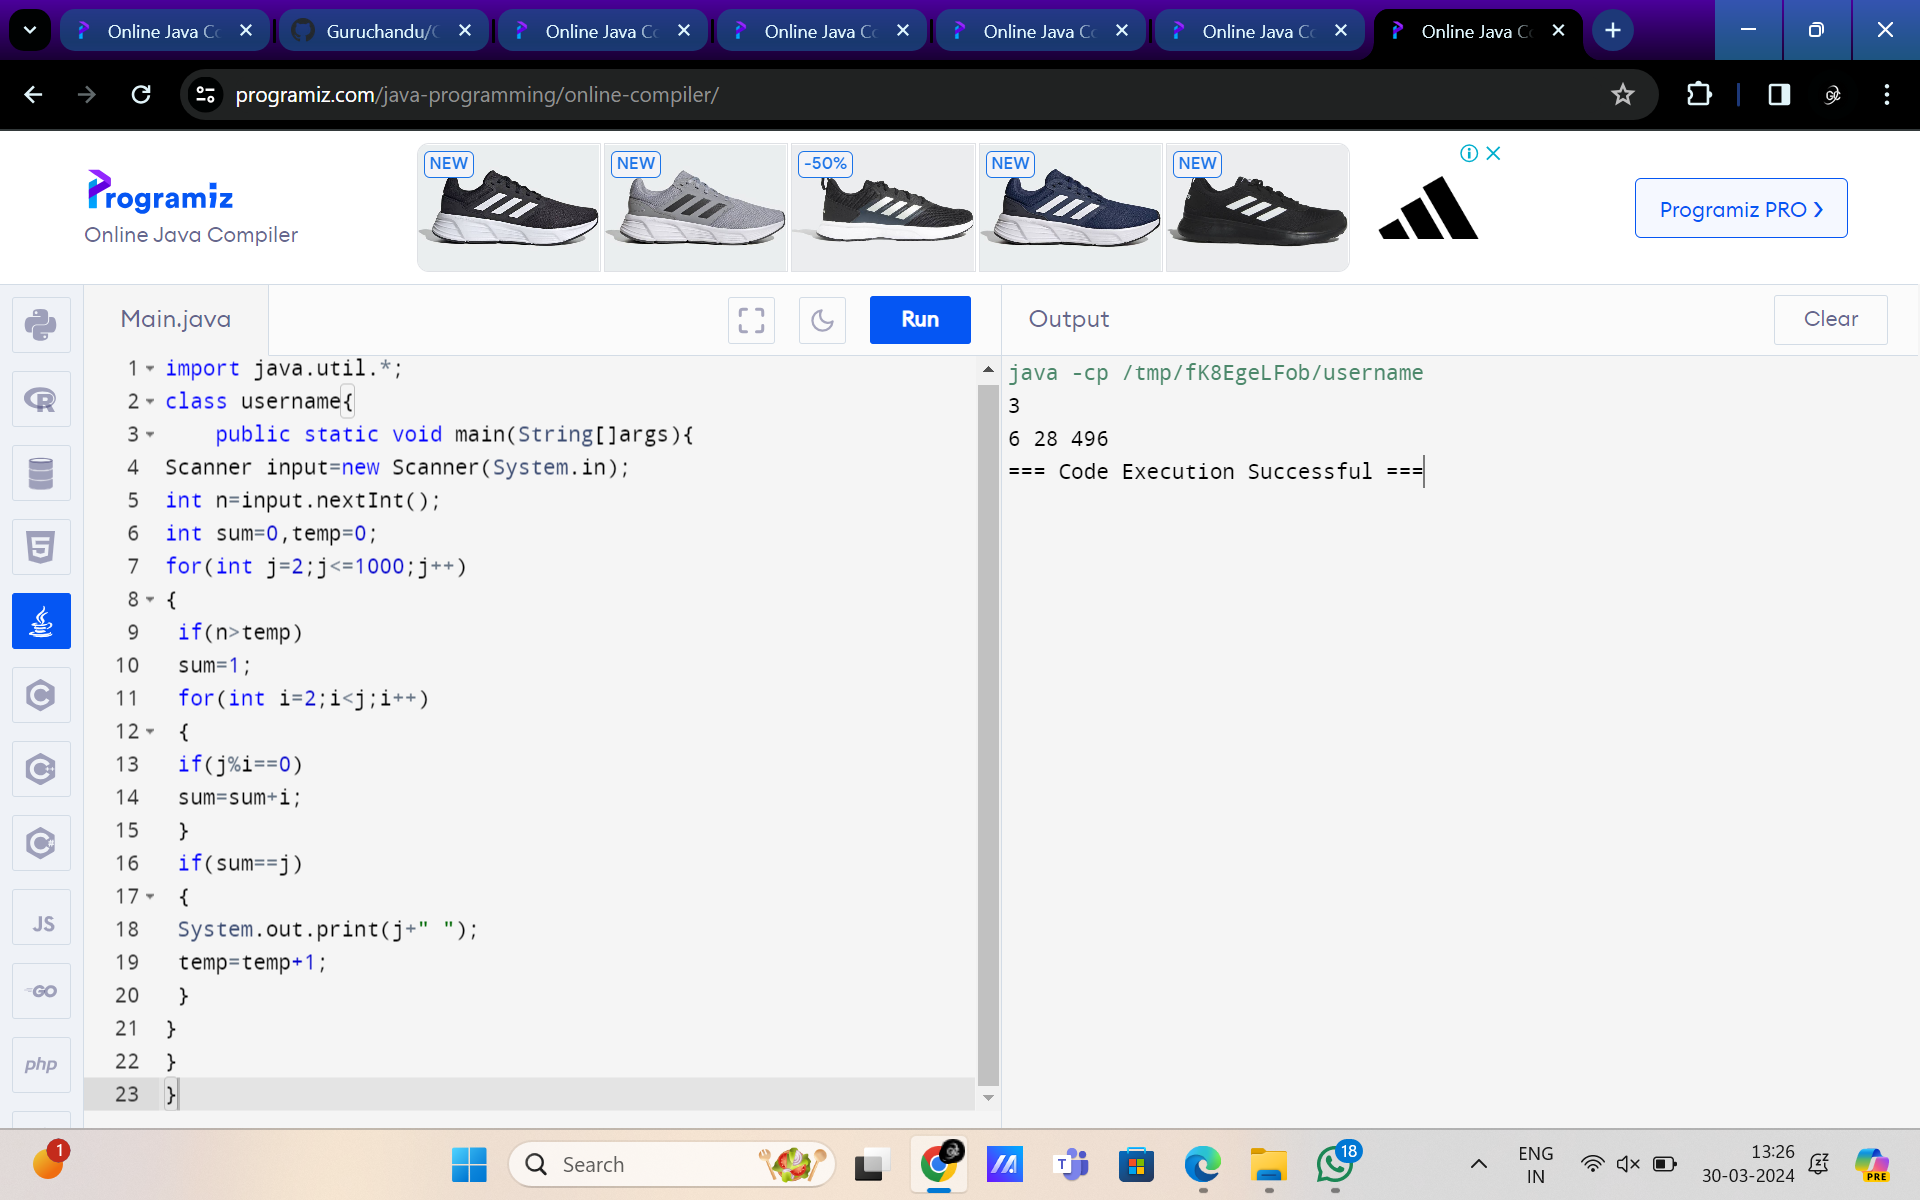 Online Java Co
Guruchandu/C
Online Java Co
Online Java Co
Online Java Co
Online Java Co
Online Java Co
programiz.com/java-programming/online-compiler/
Programiz
Online Java Compiler
NEW
NEW
-50%
NEW
NEW
Programiz PRO
Main.java
Run
Output
Clear
1 import java.util.*;
2 class username{
3 public static void main(String[]args){
4 Scanner input=new Scanner(System.in);
5 int n=input.nextInt();
6 int sum=0,temp=0;
7 for(int j=2;j<=1000;j++)
8 {
9 if(n>temp)
10 sum=1;
11 for(int i=2;i<j;i++)
12 {
13 if(j%i==0)
14 sum=sum+i;
15 }
16 if(sum==j)
17 {
18 System.out.print(j+" ");
19 temp=temp+1;
20 }
21 }
22 }
23 }
java -cp /tmp/fK8EgeLFob/username
3
6 28 496
=== Code Execution Successful ===
R
5
C
C
C#
JS
GO
php
1
Search
T
18
ENG
IN
13:26
30-03-2024
PRE